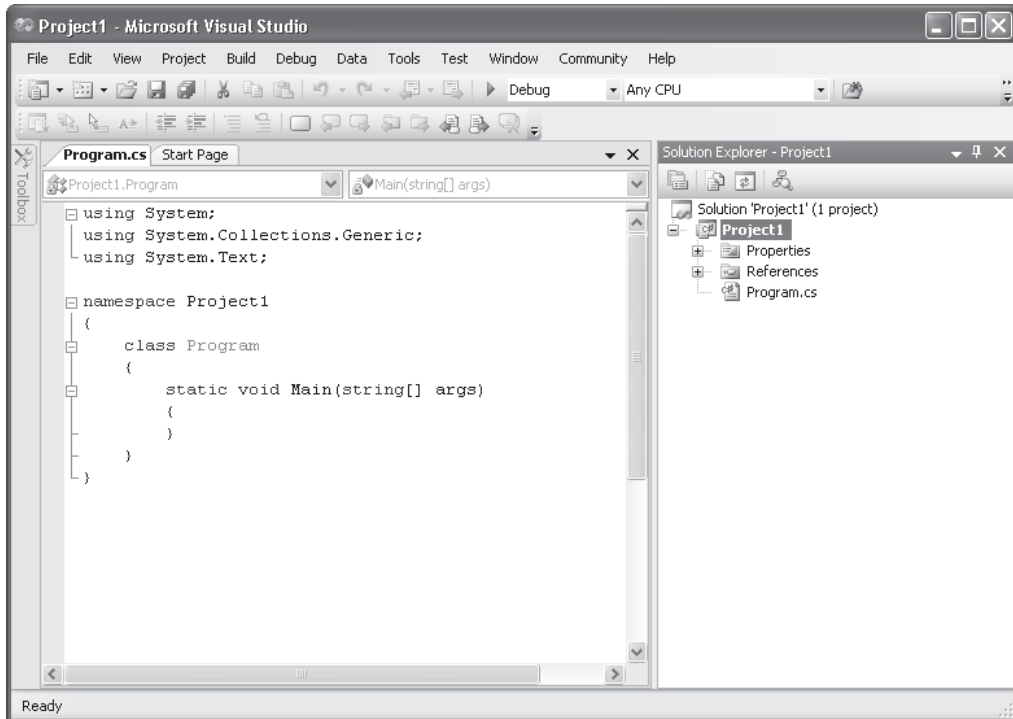 Project1 - Microsoft Visual Studio
File Edit View Project Build Debug Data Tools Test Window Community Help
Debug Any CPU
Toolbox
Program.cs Start Page
Project1.Program Main(string[] args)
using System;
using System.Collections.Generic;
using System.Text;
namespace Project1
{
class Program
{
static void Main(string[] args)
{
}
}
}
Solution Explorer - Project1
Solution 'Project1' (1 project)
Project1
Properties
References
Program.cs
Ready